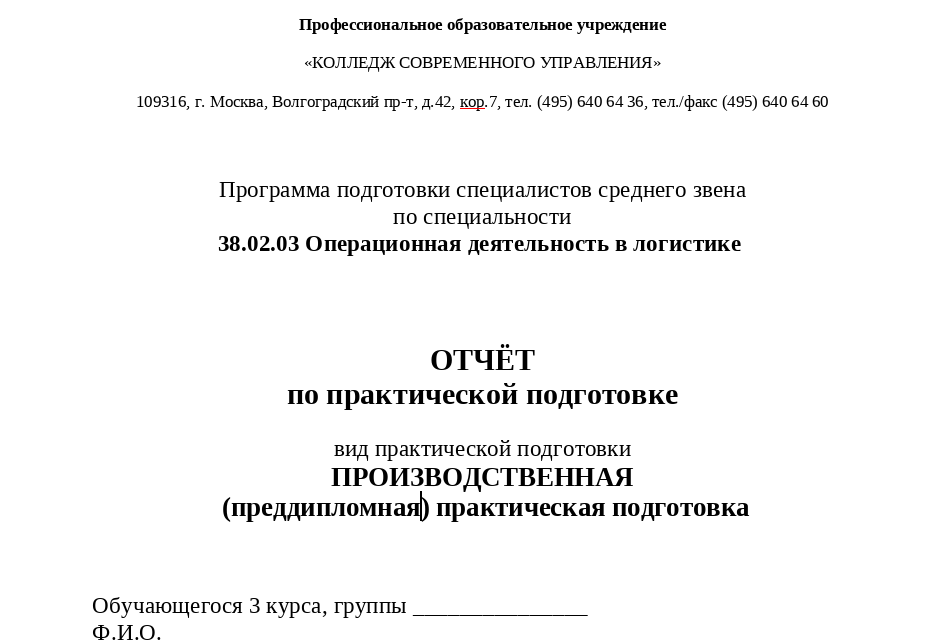 Профессиональное образовательное учреждение
«КОЛЛЕДЖ СОВРЕМЕННОГО УПРАВЛЕНИЯ»
109316, г. Москва, Волгоградский пр-т, д.42, кор.7, тел. (495) 640 64 36, тел./факс (495) 640 64 60
Программа подготовки специалистов среднего звена
по специальности
38.02.03 Операционная деятельность в логистике
ОТЧЁТ
по практической подготовке
вид практической подготовки
ПРОИЗВОДСТВЕННАЯ
(преддипломная) практическая подготовка
Обучающегося 3 курса, группы _______________
Ф.И.О.